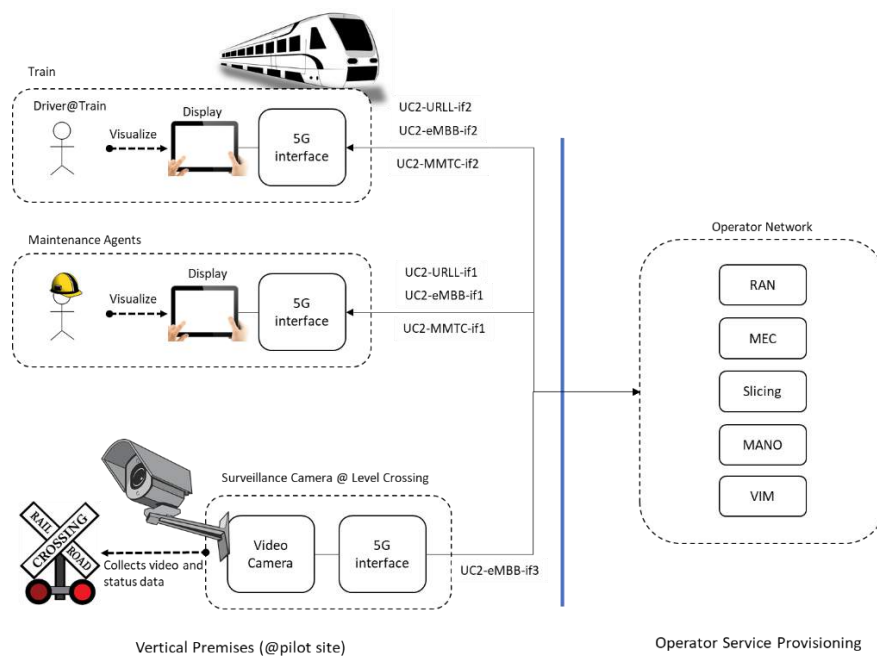 Train
Driver@Train
Visualize
Display
5G
interface
UC2-URLL-if2
UC2-eMBB-if2
UC2-MMTC-if2
Maintenance Agents
Visualize
Display
5G
interface
UC2-URLL-if1
UC2-eMBB-if1
UC2-MMTC-if1
Operator Network
RAN
MEC
Slicing
MANO
VIM
Surveillance Camera @ Level Crossing
RAIL
CROSSING
ROAD
Collects video and
status data
Video
Camera
5G
interface
UC2-eMBB-if3
Vertical Premises (@pilot site)
Operator Service Provisioning